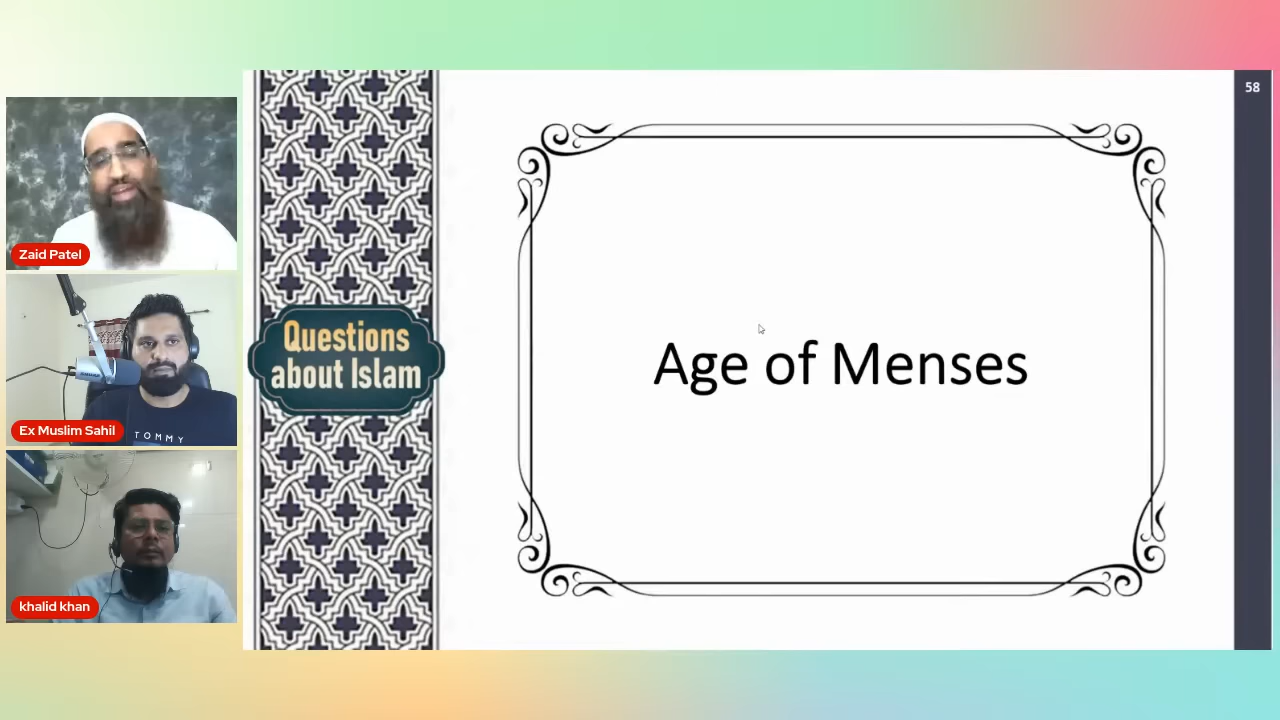 Zaid Patel
Ex Muslim Sahil
TOMMY
khalid khan
Questions
about Islam
58
Age of Menses